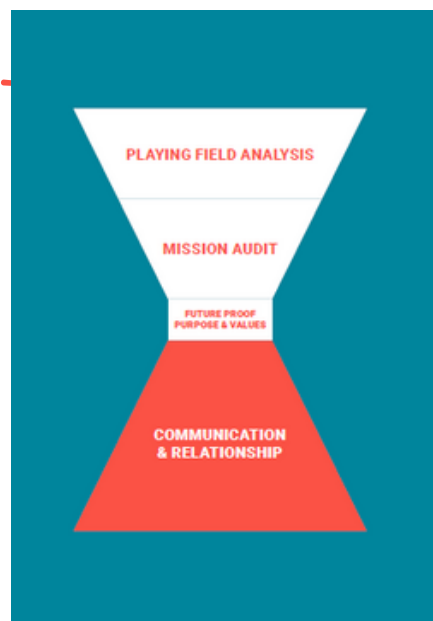 PLAYING FIELD ANALYSIS
MISSION AUDIT
FUTURE PROOF
PURPOSE & VALUES
COMMUNICATION
& RELATIONSHIP